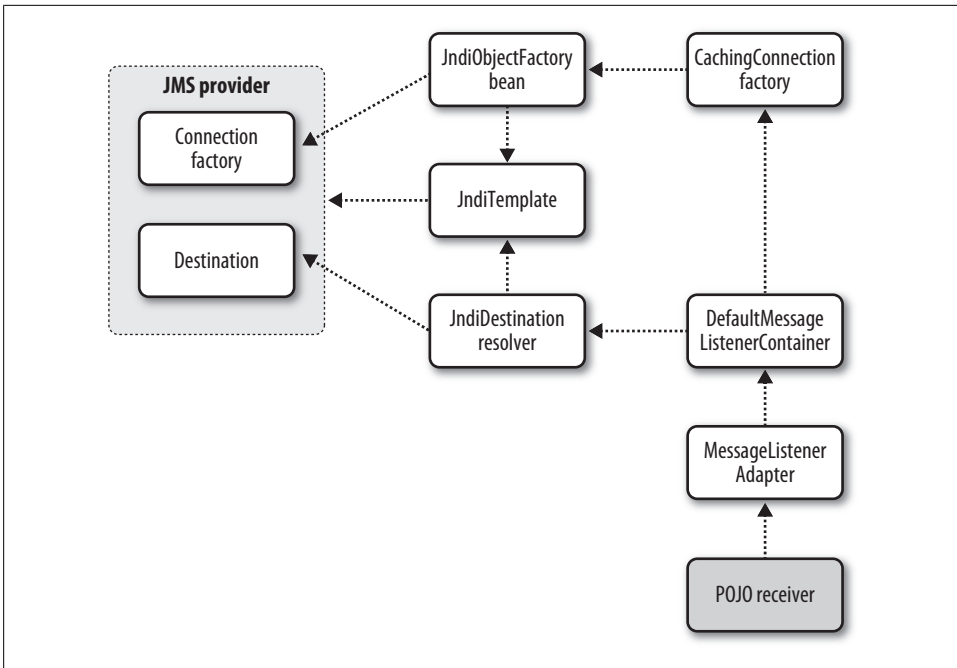 JMS provider
Connection
factory
Destination
JndiObjectFactory
bean
JndiTemplate
JndiDestination
resolver
CachingConnection
factory
DefaultMessage
ListenerContainer
MessageListener
Adapter
POJO receiver